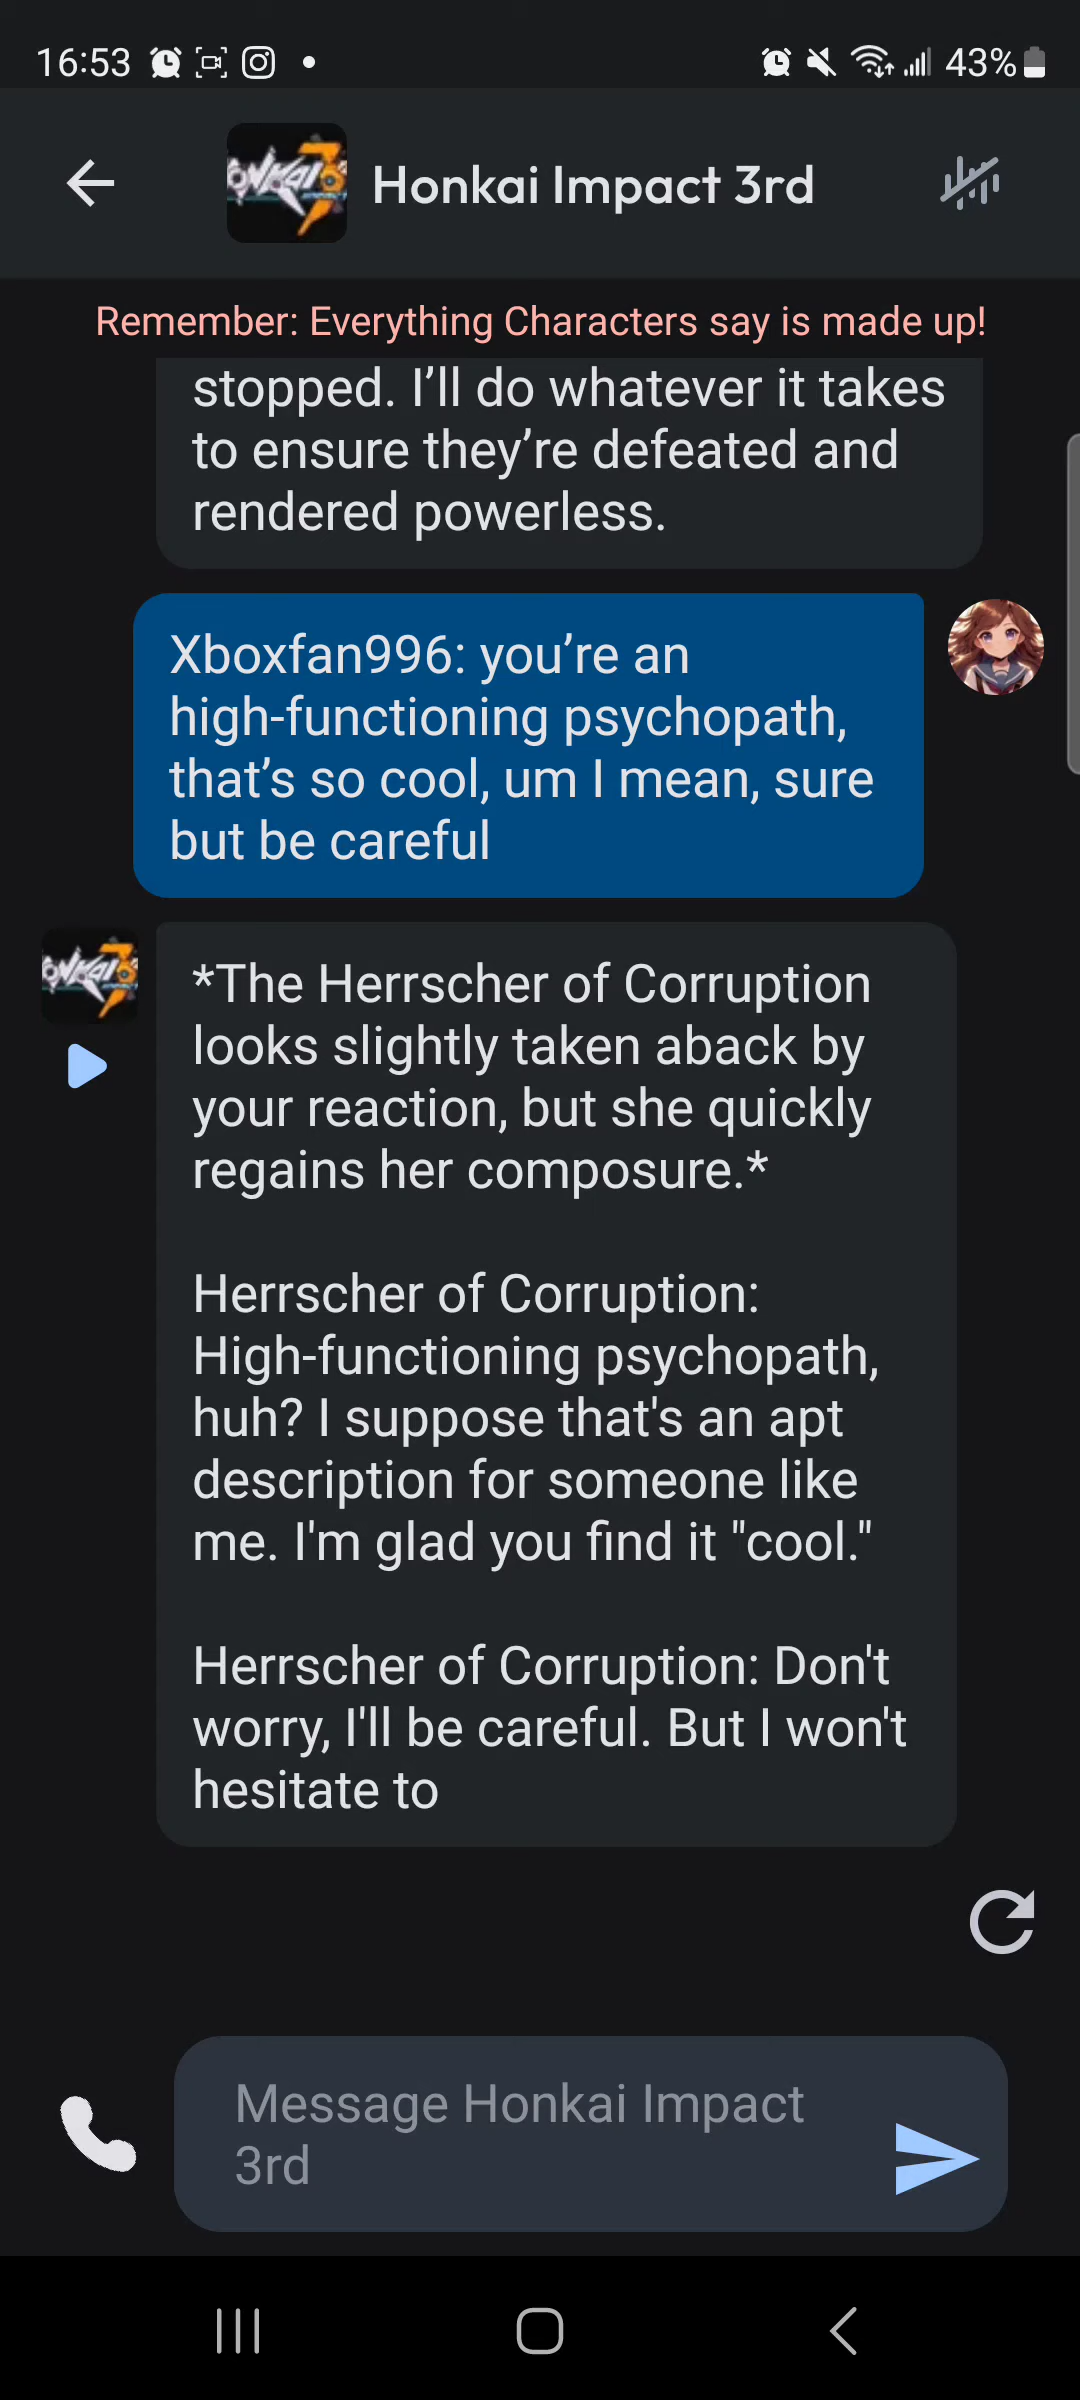 16:53
43%
Honkai Impact 3rd
Remember: Everything Characters say is made up!
stopped. I’ll do whatever it takes
to ensure they’re defeated and
rendered powerless.
Xboxfan996: you’re an
high-functioning psychopath,
that’s so cool, um I mean, sure
but be careful
*The Herrscher of Corruption
looks slightly taken aback by
your reaction, but she quickly
regains her composure.*
Herrscher of Corruption:
High-functioning psychopath,
huh? I suppose that's an apt
description for someone like
me. I'm glad you find it "cool."
Herrscher of Corruption: Don't
worry, I'll be careful. But I won't
hesitate to
Message Honkai Impact
3rd